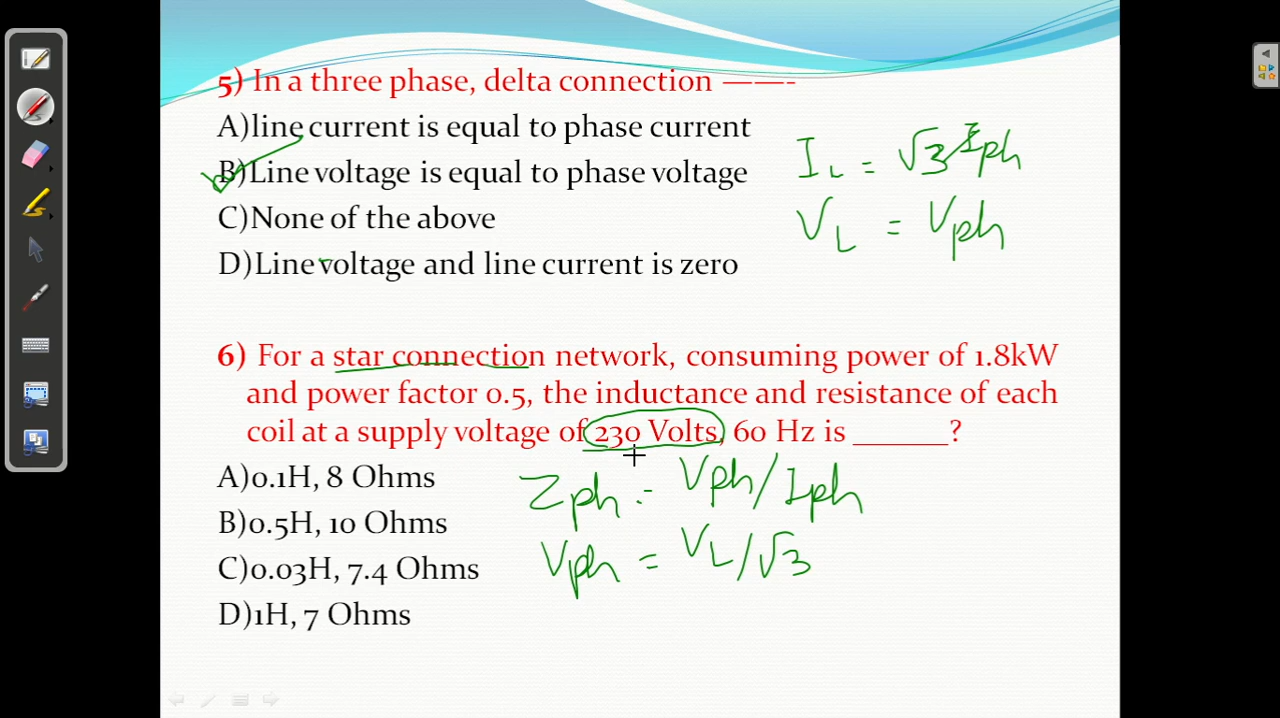 5) In a three phase, delta connection ———-
A)line current is equal to phase current
B)Line voltage is equal to phase voltage
C)None of the above
D)Line voltage and line current is zero
I L = √3 Iph
VL = Vph
6) For a star connection network, consuming power of 1.8kW
and power factor 0.5, the inductance and resistance of each
coil at a supply voltage of 230 Volts, 60 Hz is ______?
A)0.1H, 8 Ohms
B)0.5H, 10 Ohms
C)0.03H, 7.4 Ohms
D)1H, 7 Ohms
Zph = Vph/Iph
Vph = VL/√3